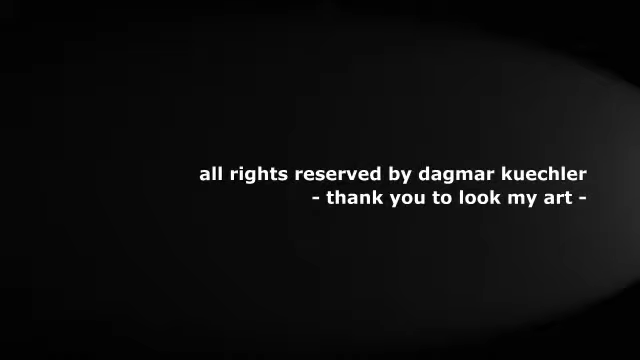 all rights reserved by dagmar kuechler
- thank you to look my art -